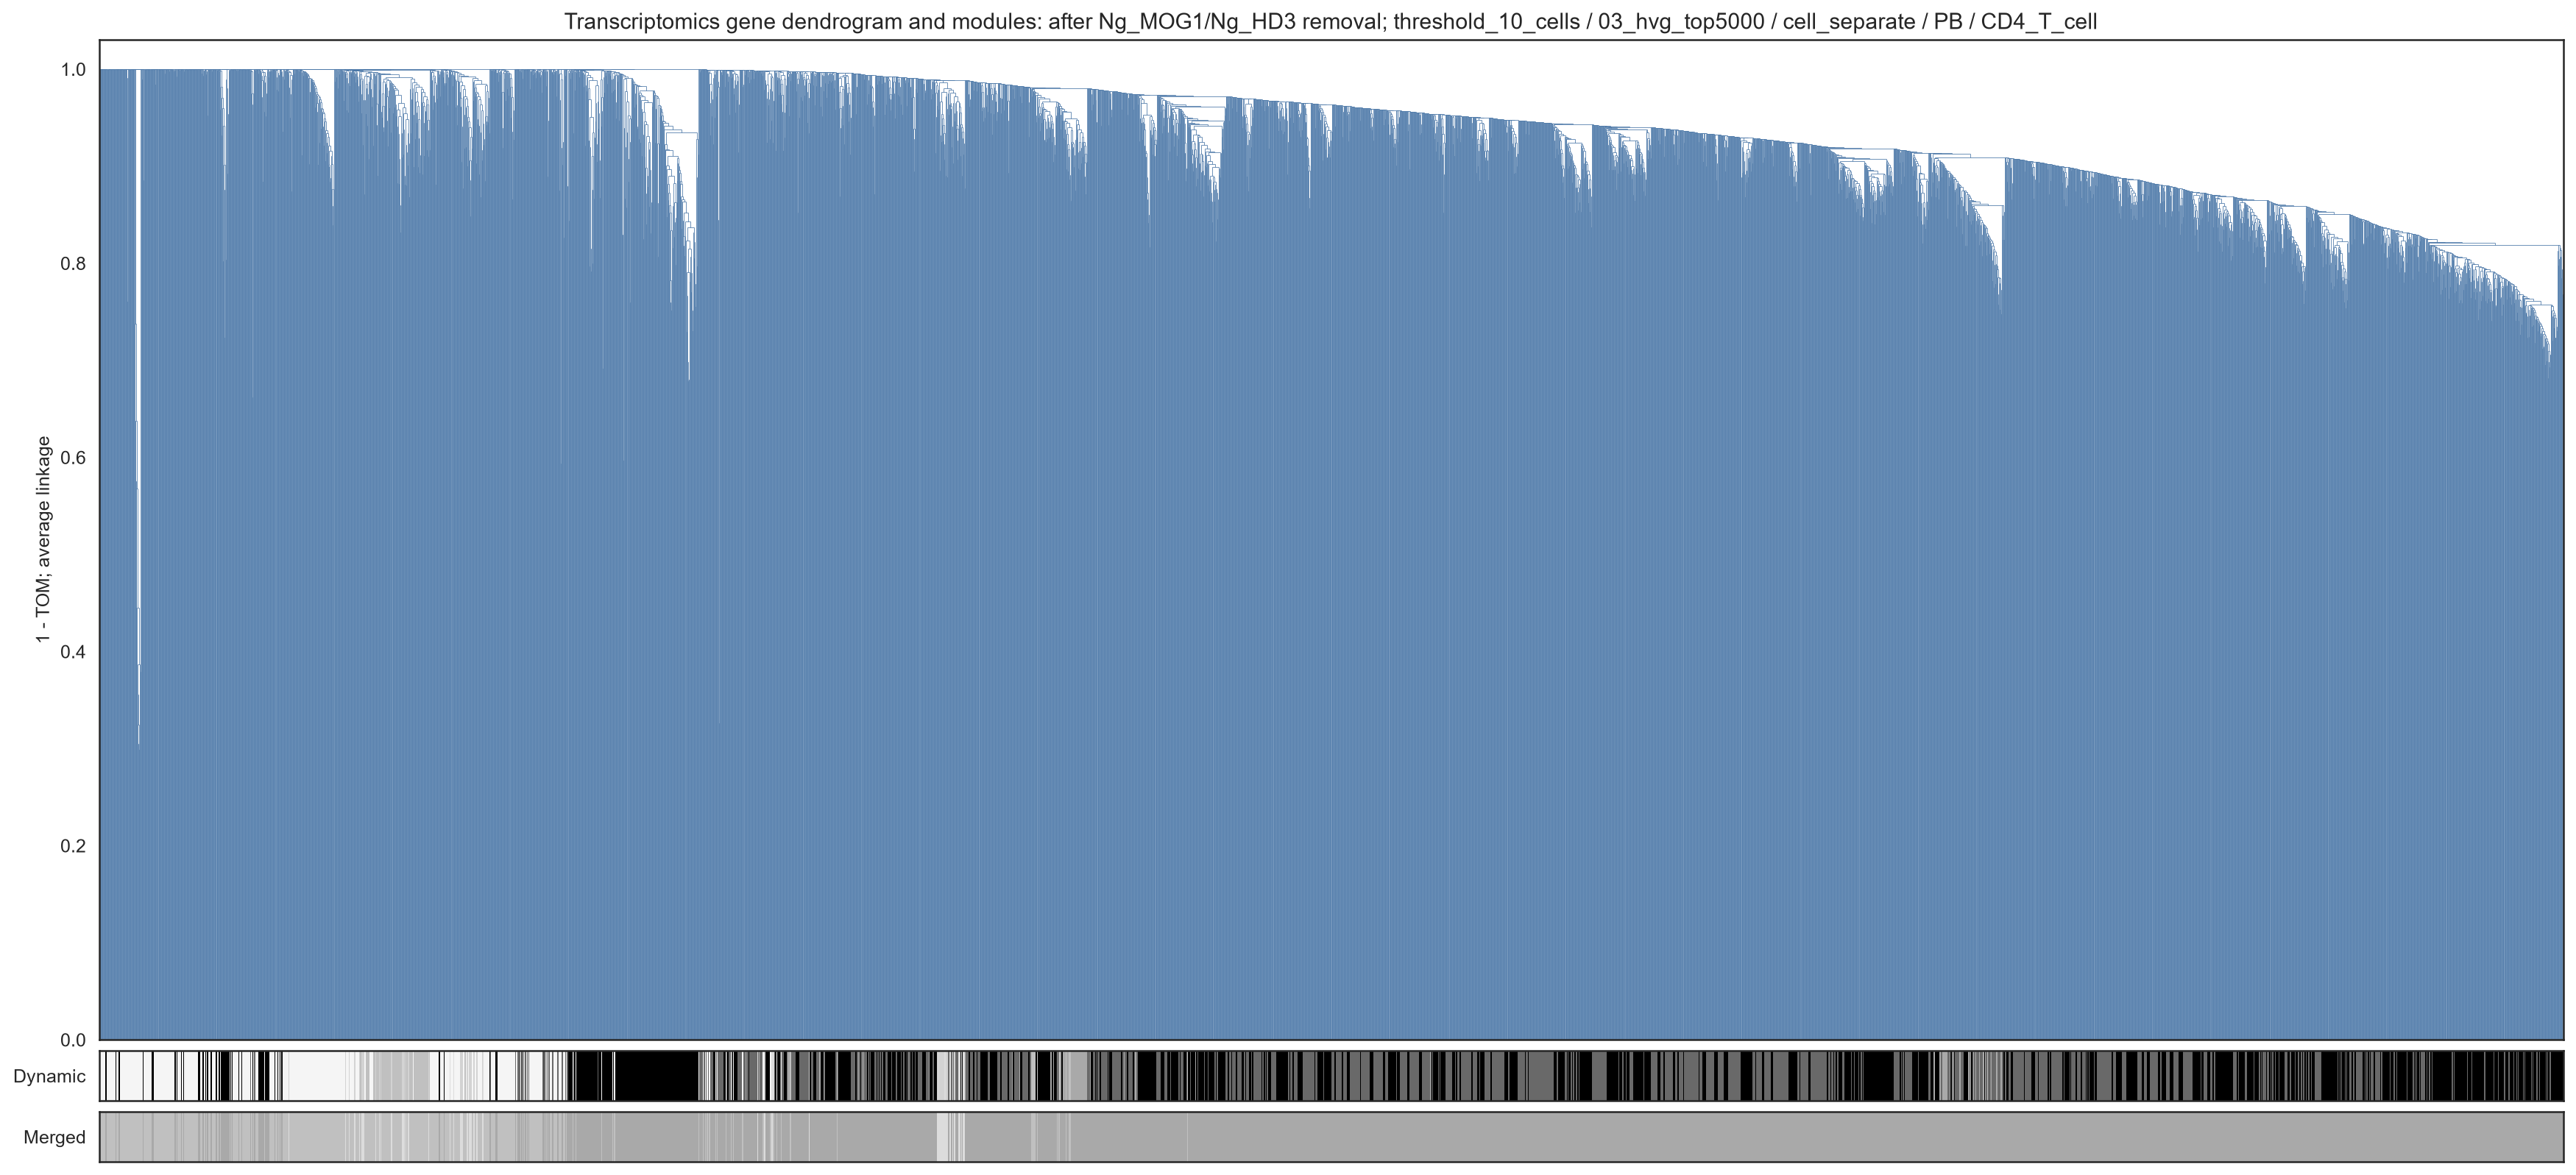 Transcriptomics gene dendrogram and modules: after Ng_MOG1/Ng_HD3 removal; threshold_10_cells / 03_hvg_top5000 / cell_separate / PB / CD4_T_cell
1.0
0.8
0.6
0.4
0.2
0.0
1 - TOM; average linkage
Dynamic
Merged